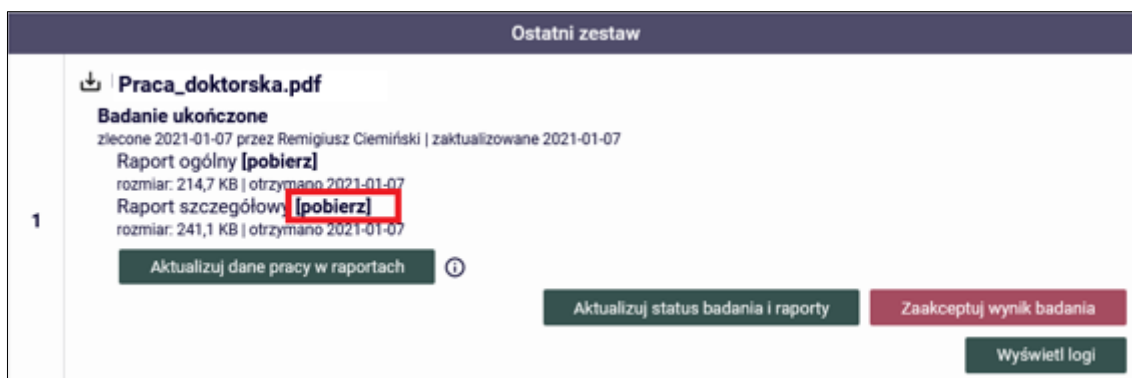 Ostatni zestaw
Praca_doktorska.pdf
Badanie ukończone
zlecone 2021-01-07 przez Remigiusz Ciemiński | zaktualizowane 2021-01-07
Raport ogólny [pobierz]
rozmiar: 214,7 KB | otrzymano 2021-01-07
Raport szczegółowy [pobierz]
1
rozmiar: 241,1 KB | otrzymano 2021-01-07
Aktualizuj dane pracy w raportach
Aktualizuj status badania i raporty Zaakceptuj wynik badania
Wyświetl logi